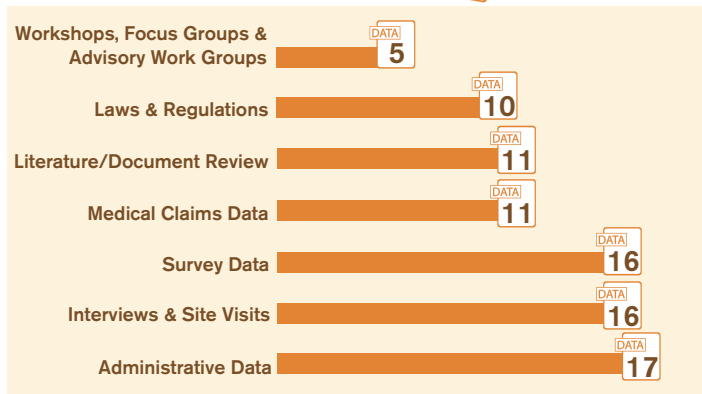 Workshops, Focus Groups &
Advisory Work Groups
DATA
5
Laws & Regulations
DATA
10
Literature/Document Review
DATA
11
Medical Claims Data
DATA
11
Survey Data
DATA
16
Interviews & Site Visits
DATA
16
Administrative Data
DATA
17